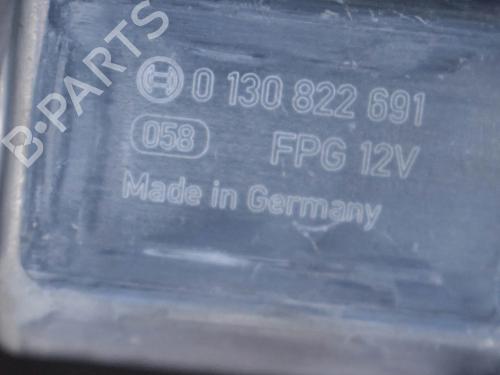 B-PARTS
0 130 822 691
058 FPG 12V
Made in Germany